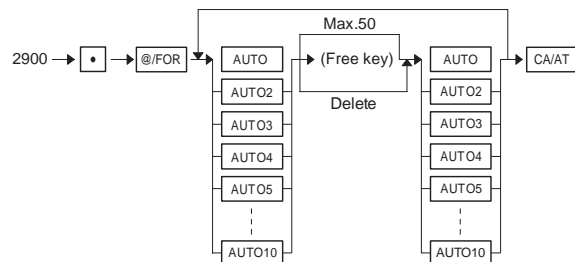 Max.50
2900 • @/FOR AUTO (Free key) AUTO CA/AT
AUTO2 AUTO2
Delete
AUTO3 AUTO3
AUTO4 AUTO4
AUTO5 AUTO5
AUTO10 AUTO10